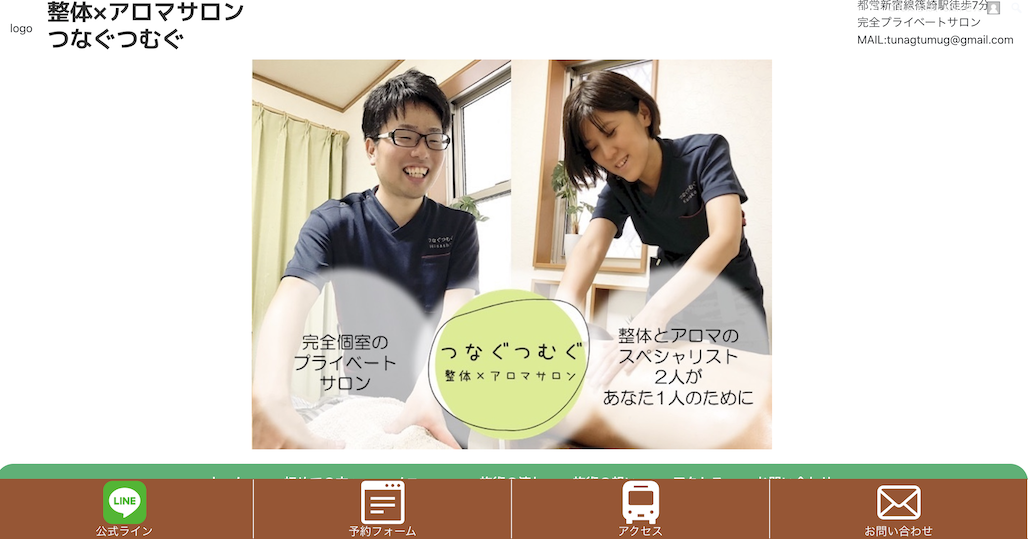 logo
整体×アロマサロン
つなぐつむぐ
都営新宿線篠崎駅徒歩7分
完全プライベートサロン
MAIL:tunagtumug@gmail.com
つなぐつむぐ
完全個室の
プライベート
サロン
つなぐつむぐ
整体×アロマサロン
整体とアロマの
スペシャリスト
2人が
あなた1人のために
LINE
公式ライン
予約フォーム
アクセス
お問い合わせ